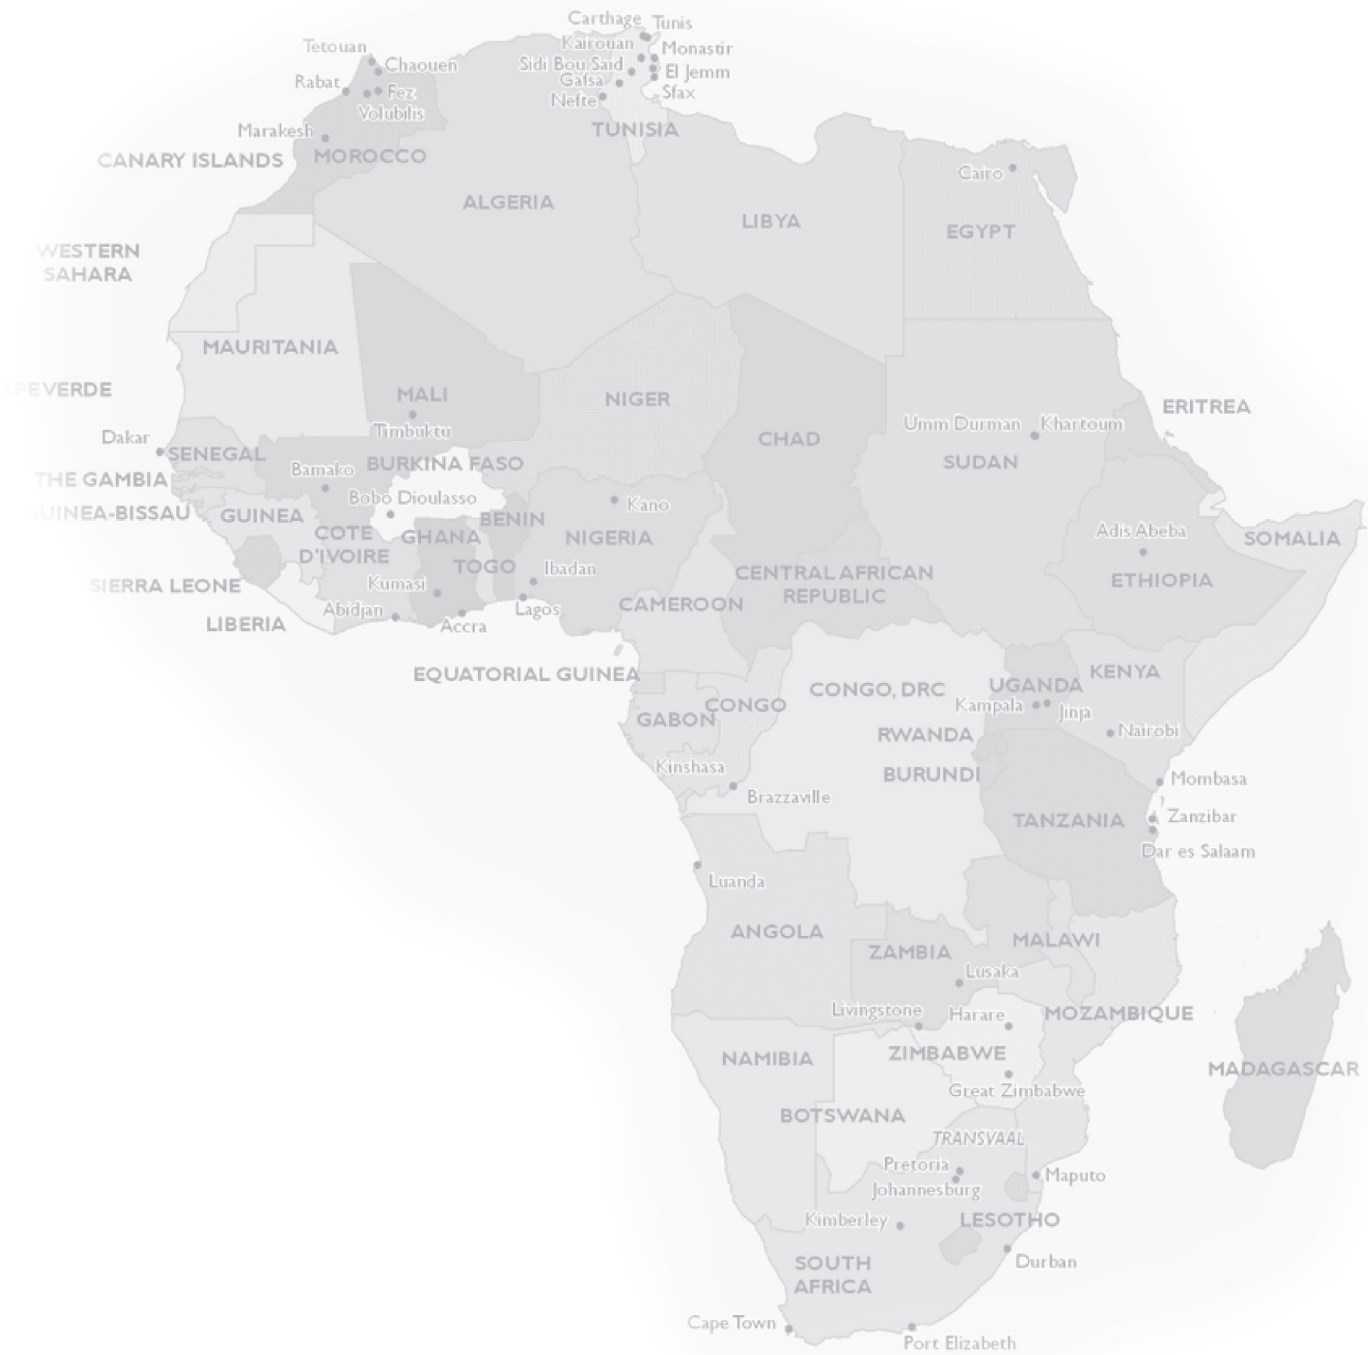 Carthage
Tunis
Tetouan
Kairouan
Monastir
Chaouen
Sidi Bou Said
El Jemm
Rabat
Fez
Gafsa
Sfax
Volubilis
Nefte
Marakesh
TUNISIA
CANARY ISLANDS
MOROCCO
Cairo
ALGERIA
LIBYA
EGYPT
WESTERN
SAHARA
MAURITANIA
PEVERDE
MALI
NIGER
ERITREA
Timbuktu
Umm Durman
Khartoum
Dakar
CHAD
SENEGAL
BURKINA FASO
SUDAN
Bamako
THE GAMBIA
Bobo Dioulasso
Kano
GUINEA-BISSAU
GUINEA
BENIN
COTE
D'IVOIRE
GHANA
NIGERIA
Adis Abeba
SOMALIA
TOGO
Ibadan
CENTRAL AFRICAN
REPUBLIC
ETHIOPIA
SIERRA LEONE
Kumasi
CAMEROON
Abidjan
Lagos
LIBERIA
Accra
EQUATORIAL GUINEA
KENYA
UGANDA
CONGO, DRC
CONGO
Kampala
Jinja
GABON
Nairobi
RWANDA
Kinshasa
BURUNDI
Mombasa
Brazzaville
Zanzibar
TANZANIA
Dar es Salaam
Luanda
ANGOLA
MALAWI
ZAMBIA
Lusaka
Livingstone
Harare
MOZAMBIQUE
NAMIBIA
ZIMBABWE
MADAGASCAR
Great Zimbabwe
BOTSWANA
TRANSVAAL
Pretoria
Maputo
Johannesburg
Kimberley
LESOTHO
SOUTH
AFRICA
Durban
Cape Town
Port Elizabeth